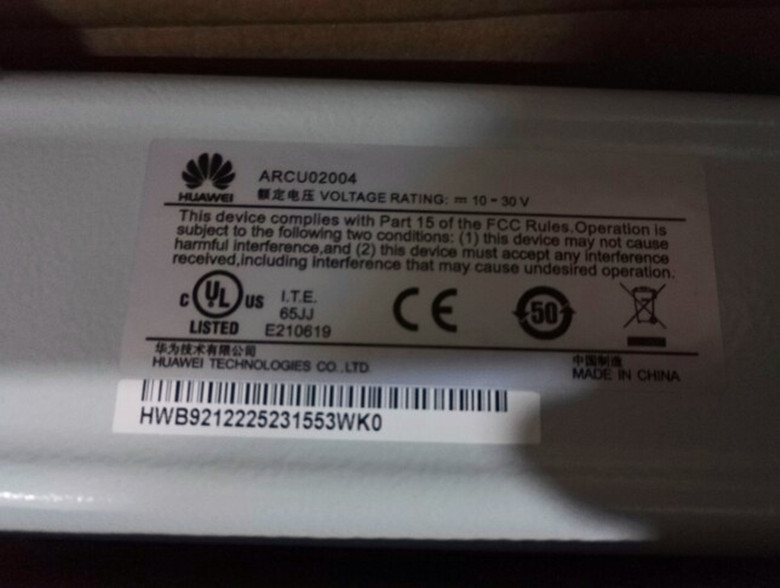 HUAWEI
ARCU02004
额定电压 VOLTAGE RATING: ⎓ 10-30 V
This device complies with Part 15 of the FCC Rules.Operation is
subject to the following two conditions: (1) this device may not cause
harmful interference,and (2) this device must accept any interference
received,including interference that may cause undesired operation.
C UL US
LISTED
I.T.E.
65JJ
E210619
CE
50
华为技术有限公司
HUAWEI TECHNOLOGIES CO.,LTD.
中国制造
MADE IN CHINA
HWB9212225231553WK0